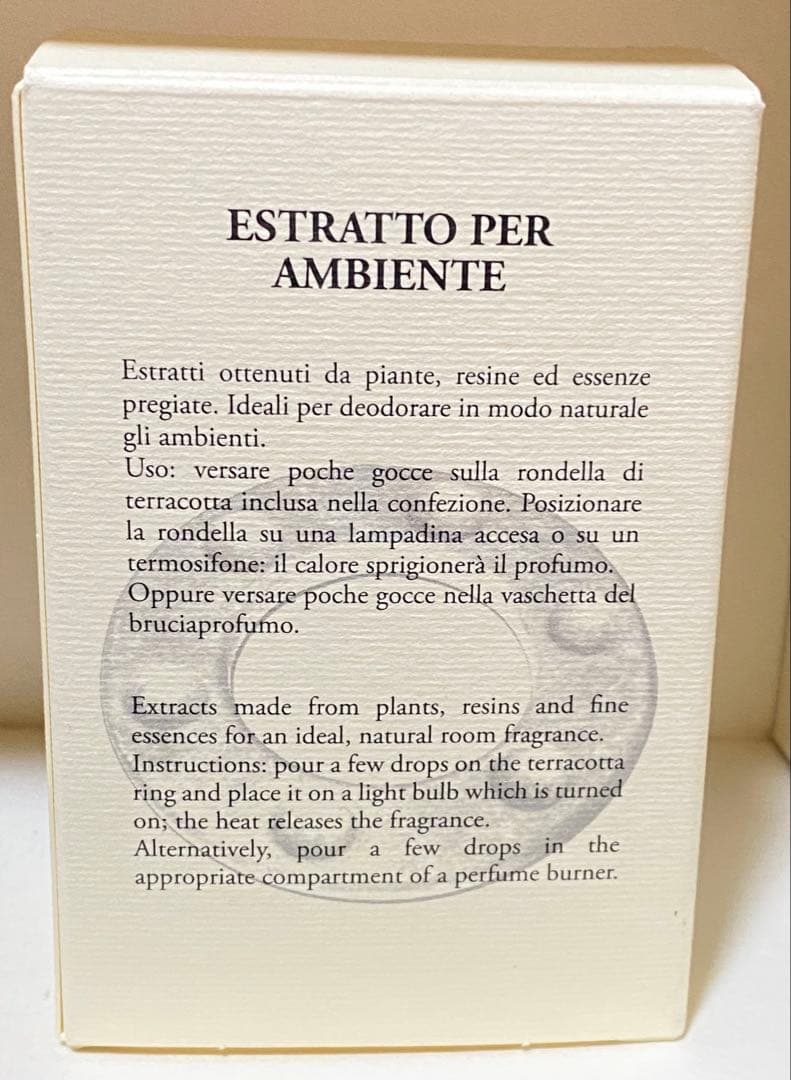 ESTRATTO PER
AMBIENTE
Estratti ottenuti da piante, resine ed essenze
pregiate. Ideali per deodorare in modo naturale
gli ambienti.
Uso: versare poche gocce sulla rondella di
terracotta inclusa nella confezione. Posizionare
la rondella su una lampadina accesa o su un
termosifone: il calore sprigionerà il profumo.
Oppure versare poche gocce nella vaschetta del
bruciaprofumo.
Extracts made from plants, resins and fine
essences for an ideal, natural room fragrance.
Instructions: pour a few drops on the terracotta
ring and place it on a light bulb which is turned
on; the heat releases the fragrance.
Alternatively, pour a few drops in the
appropriate compartment of a perfume burner.